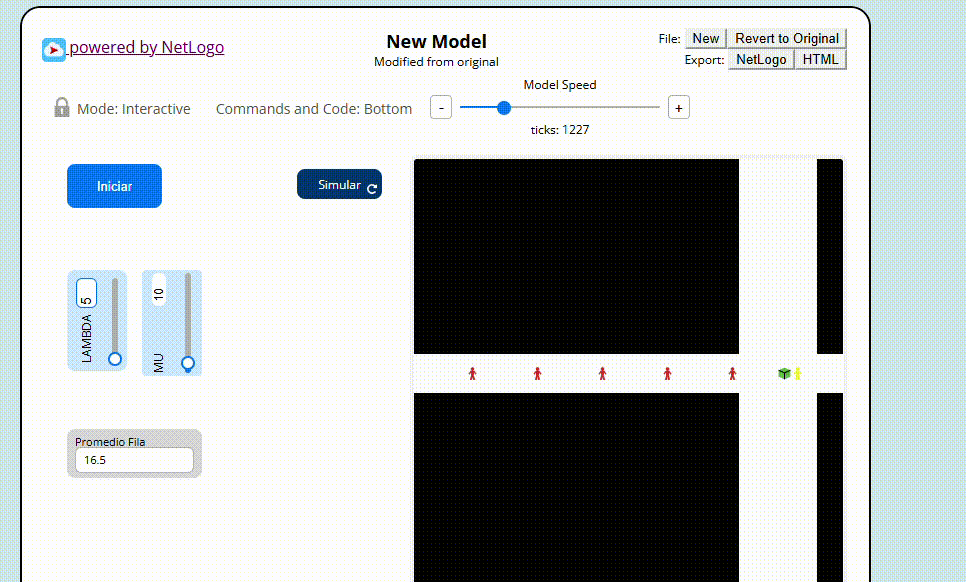 powered by NetLogo
New Model
Modified from original
File: New Revert to Original
Export: NetLogo HTML
Mode: Interactive
Commands and Code: Bottom
Model Speed
- +
ticks: 1227
Iniciar
Simular
LAMBDA 5
MU 10
Promedio Fila
16.5